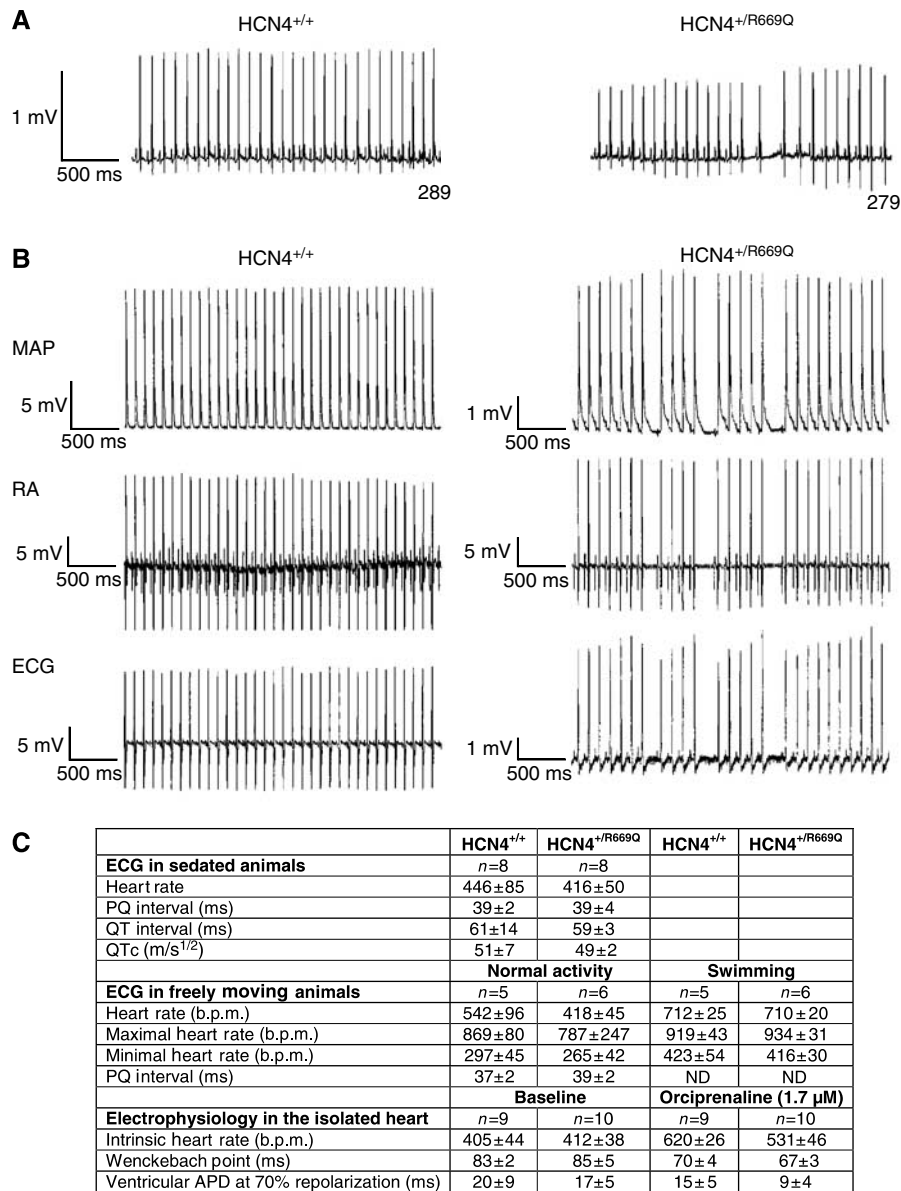 A
HCN4+/+
HCN4+/R669Q
1 mV
500 ms
289
279
B
HCN4+/+
HCN4+/R669Q
MAP
5 mV
500 ms
1 mV
500 ms
RA
5 mV
500 ms
5 mV
500 ms
ECG
5 mV
500 ms
1 mV
500 ms
C
HCN4+/+ HCN4+/R669Q HCN4+/+ HCN4+/R669Q
ECG in sedated animals n=8 n=8
Heart rate 446±85 416±50
PQ interval (ms) 39±2 39±4
QT interval (ms) 61±14 59±3
QTc (m/s1/2) 51±7 49±2
Normal activity Swimming
ECG in freely moving animals n=5 n=6 n=5 n=6
Heart rate (b.p.m.) 542±96 418±45 712±25 710±20
Maximal heart rate (b.p.m.) 869±80 787±247 919±43 934±31
Minimal heart rate (b.p.m.) 297±45 265±42 423±54 416±30
PQ interval (ms) 37±2 39±2 ND ND
Baseline Orciprenaline (1.7 µM)
Electrophysiology in the isolated heart n=9 n=10 n=9 n=10
Intrinsic heart rate (b.p.m.) 405±44 412±38 620±26 531±46
Wenckebach point (ms) 83±2 85±5 70±4 67±3
Ventricular APD at 70% repolarization (ms) 20±9 17±5 15±5 9±4